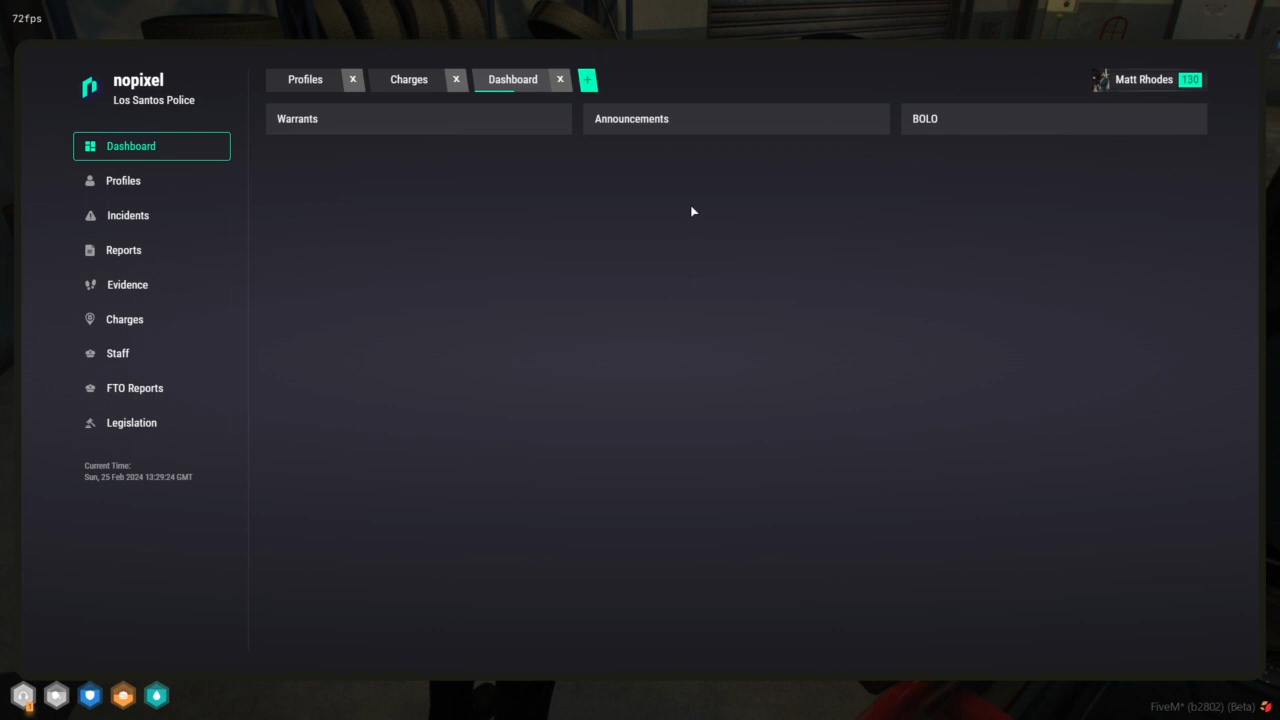 72fps
nopixel
Los Santos Police
Profiles x Charges x Dashboard x +
Matt Rhodes 130
Dashboard
Profiles
Incidents
Reports
Evidence
Charges
Staff
FTO Reports
Legislation
Current Time:
Sun, 25 Feb 2024 13:29:24 GMT
Warrants
Announcements
BOLO
1
FiveM* (b2802) (Beta)